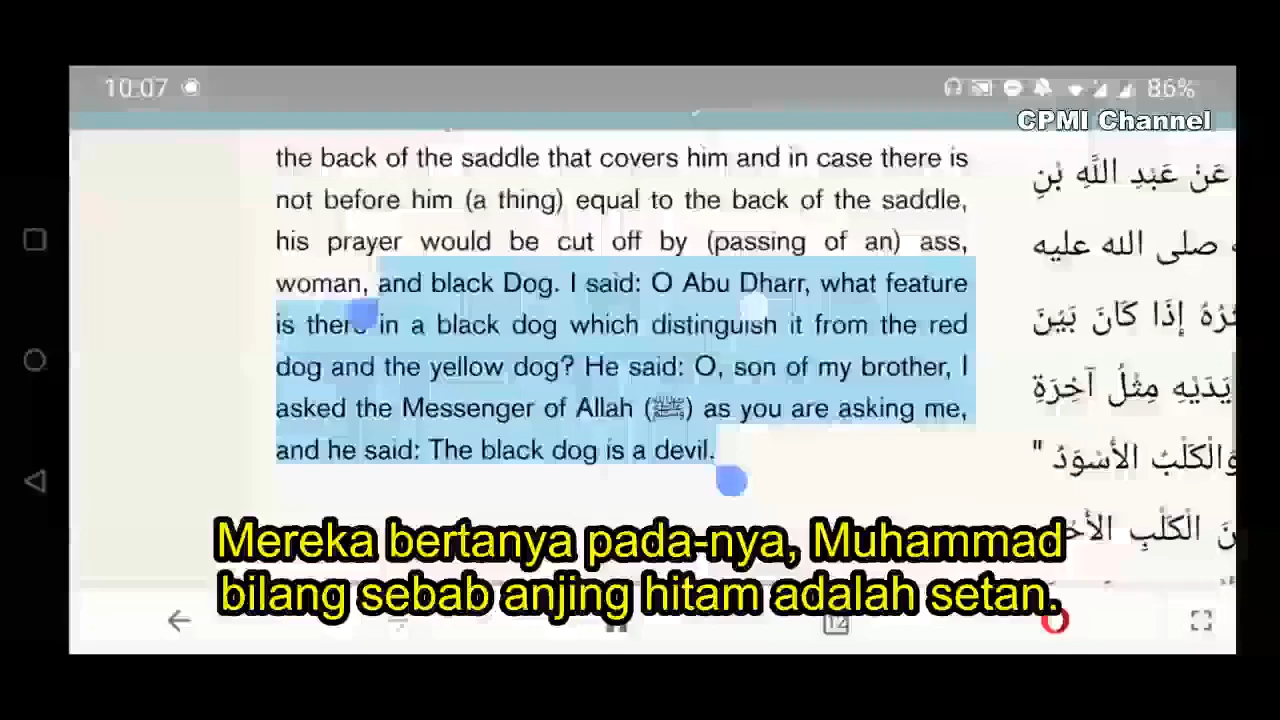 10:07
86%
CPMI Channel
the back of the saddle that covers him and in case there is
not before him (a thing) equal to the back of the saddle,
his prayer would be cut off by (passing of an) ass,
woman, and black Dog. I said: O Abu Dharr, what feature
is there in a black dog which distinguish it from the red
dog and the yellow dog? He said: O, son of my brother, I
asked the Messenger of Allah (ﷺ) as you are asking me,
and he said: The black dog is a devil.
عَنْ عَبْدِ اللَّهِ بْنِ
صلى الله عليه
إِذَا كَانَ بَيْنَ
يَدَيْهِ مِثْلُ آخِرَةِ
وَالْكَلْبُ الأَسْوَدُ "
الْكَلْبِ
Mereka bertanya pada-nya, Muhammad
bilang sebab anjing hitam adalah setan.
12